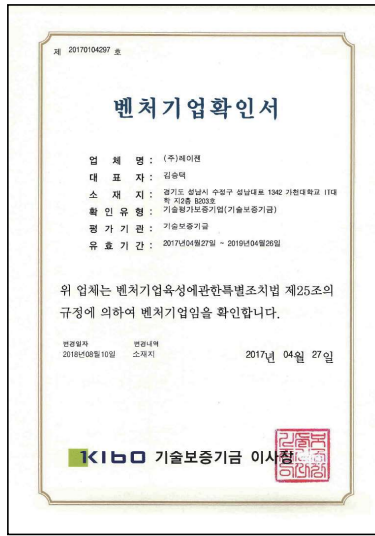 제 20170104297 호
벤처기업확인서
업 체 명 : (주)레이젠
대 표 자 : 김승택
소 재 지 : 경기도 성남시 수정구 성남대로 1342 가천대학교 IT대
학 지2층 B203호
확 인 유 형 : 기술평가보증기업(기술보증기금)
평 가 기 관 : 기술보증기금
유 효 기 간 : 2017년04월27일 ~ 2019년04월26일
위 업체는 벤처기업육성에관한특별조치법 제25조의
규정에 의하여 벤처기업임을 확인합니다.
변경일자 변경내역
2018년08월10일 소재지
2017년 04월 27일
KIBO 기술보증기금 이사장